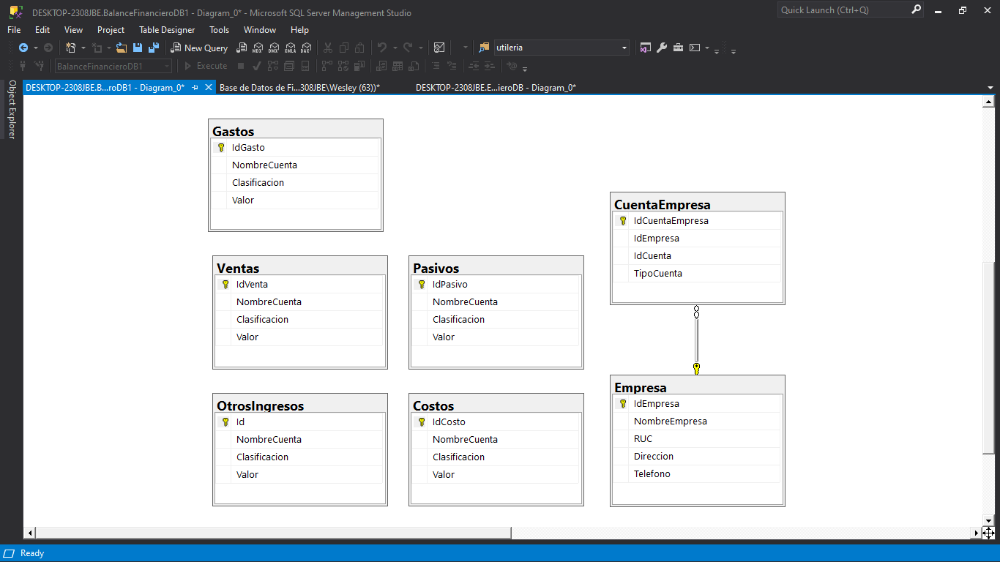 DESKTOP-2308JBE.BalanceFinancieroDB1 - Diagram_0* - Microsoft SQL Server Management Studio
Quick Launch (Ctrl+Q)
File Edit View Project Table Designer Tools Window Help
New Query MDX DMX XMLA DAX utileria
BalanceFinancieroDB1 Execute
DESKTOP-2308JBE.B...roDB1 - Diagram_0* Base de Datos de Fi...308JBE\Wesley (63))* DESKTOP-2308JBE.E...ieroDB - Diagram_0*
Object Explorer
Gastos
IdGasto
NombreCuenta
Clasificacion
Valor
CuentaEmpresa
IdCuentaEmpresa
IdEmpresa
IdCuenta
TipoCuenta
Ventas
IdVenta
NombreCuenta
Clasificacion
Valor
Pasivos
IdPasivo
NombreCuenta
Clasificacion
Valor
Empresa
IdEmpresa
NombreEmpresa
RUC
Direccion
Telefono
OtrosIngresos
Id
NombreCuenta
Clasificacion
Valor
Costos
IdCosto
NombreCuenta
Clasificacion
Valor
Ready